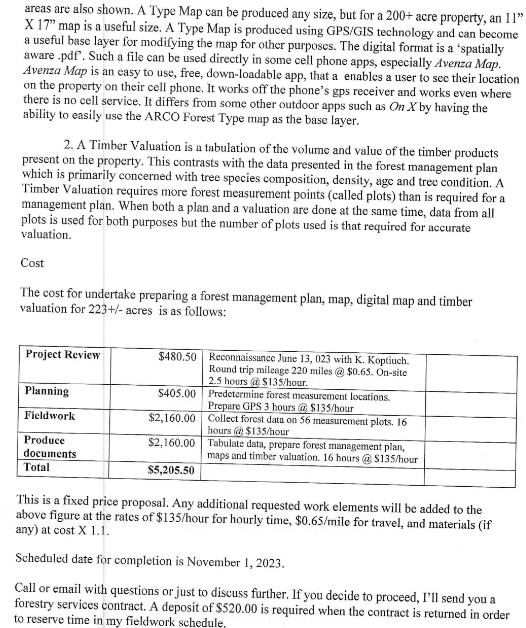 areas are also shown. A Type Map can be produced any size, but for a 200+ acre property, an 11”
X 17” map is a useful size. A Type Map is produced using GPS/GIS technology and can become
a useful base layer for modifying the map for other purposes. The digital format is a ‘spatially
aware .pdf’. Such a file can be used directly in some cell phone apps, especially Avenza Map.
Avenza Map is an easy to use, free, down-loadable app, that a enables a user to see their location
on the property on their cell phone. It works off the phone’s gps receiver and works even where
there is no cell service. It differs from some other outdoor apps such as On X by having the
ability to easily use the ARCO Forest Type map as the base layer.
2. A Timber Valuation is a tabulation of the volume and value of the timber products
present on the property. This contrasts with the data presented in the forest management plan
which is primarily concerned with tree species composition, density, age and tree condition. A
Timber Valuation requires more forest measurement points (called plots) than is required for a
management plan. When both a plan and a valuation are done at the same time, data from all
plots is used for both purposes but the number of plots used is that required for accurate
valuation.
Cost
The cost for undertake preparing a forest management plan, map, digital map and timber
valuation for 223+/- acres is as follows:
Project Review $480.50 Reconnaissance June 13, 023 with K. Koptiuch.
Round trip mileage 220 miles @ $0.65. On-site
2.5 hours @ $135/hour.
Planning $405.00 Predetermine forest measurement locations.
Prepare GPS 3 hours @ $135/hour
Fieldwork $2,160.00 Collect forest data on 56 measurement plots. 16
hours @ $135/hour
Produce documents $2,160.00 Tabulate data, prepare forest management plan,
maps and timber valuation. 16 hours @ $135/hour
Total $5,205.50
This is a fixed price proposal. Any additional requested work elements will be added to the
above figure at the rates of $135/hour for hourly time, $0.65/mile for travel, and materials (if
any) at cost X 1.1.
Scheduled date for completion is November 1, 2023.
Call or email with questions or just to discuss further. If you decide to proceed, I’ll send you a
forestry services contract. A deposit of $520.00 is required when the contract is returned in order
to reserve time in my fieldwork schedule.